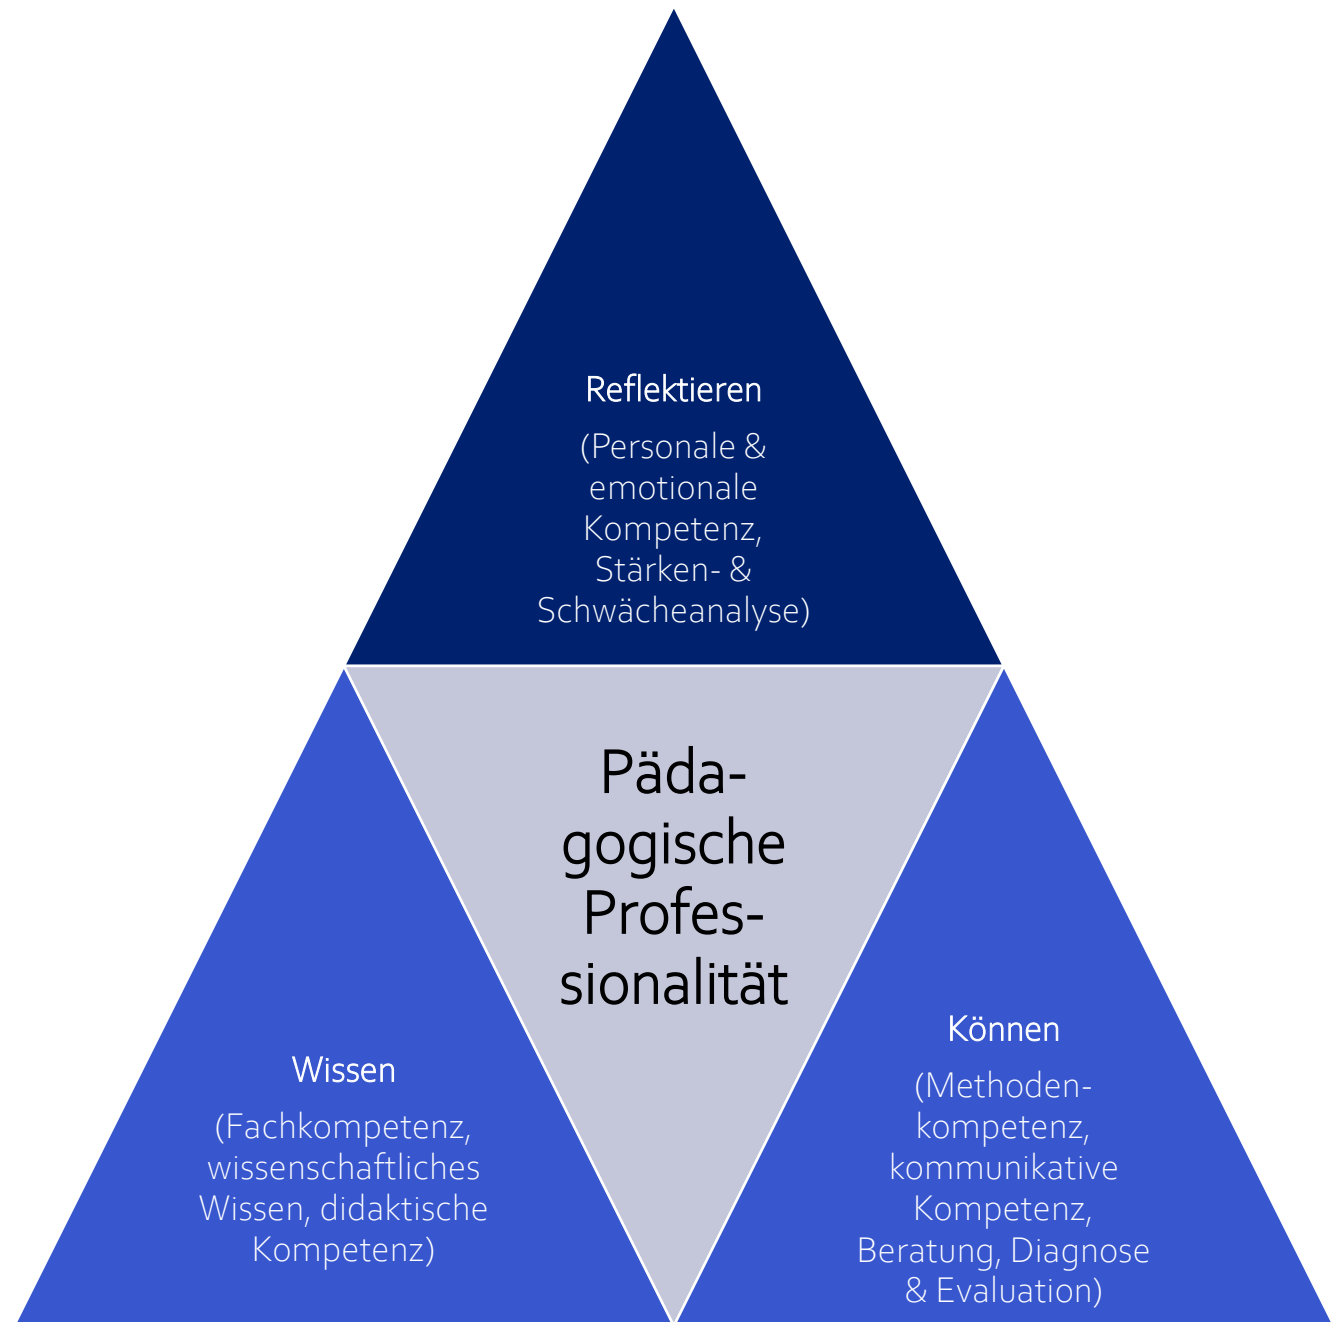 Reflektieren
(Personale &
emotionale
Kompetenz,
Stärken- &
Schwächeanalyse)
Päda-
gogische
Profes-
sionalität
Wissen
(Fachkompetenz,
wissenschaftliches
Wissen, didaktische
Kompetenz)
Können
(Methoden-
kompetenz,
kommunikative
Kompetenz,
Beratung, Diagnose
& Evaluation)